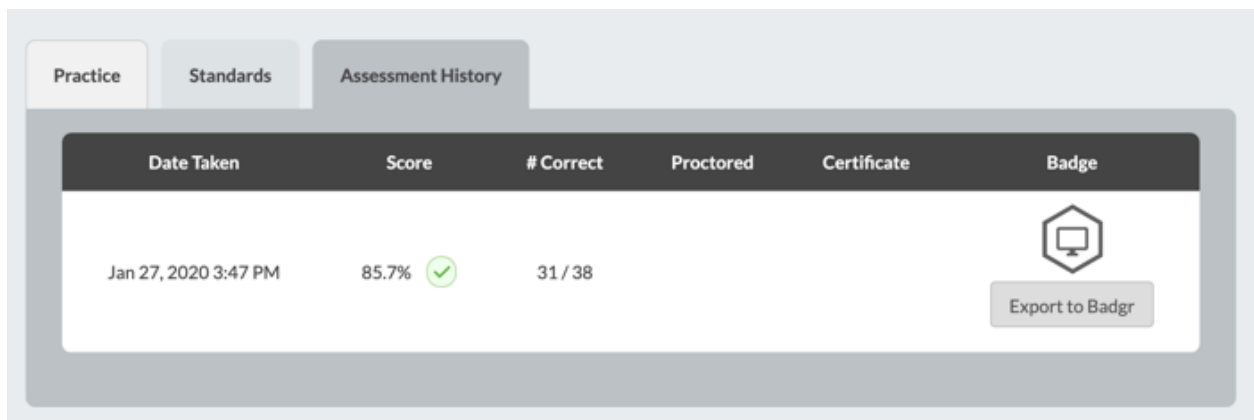 Practice Standards Assessment History
Date Taken Score # Correct Proctored Certificate Badge
Jan 27, 2020 3:47 PM 85.7% 31 / 38
Export to Badgr